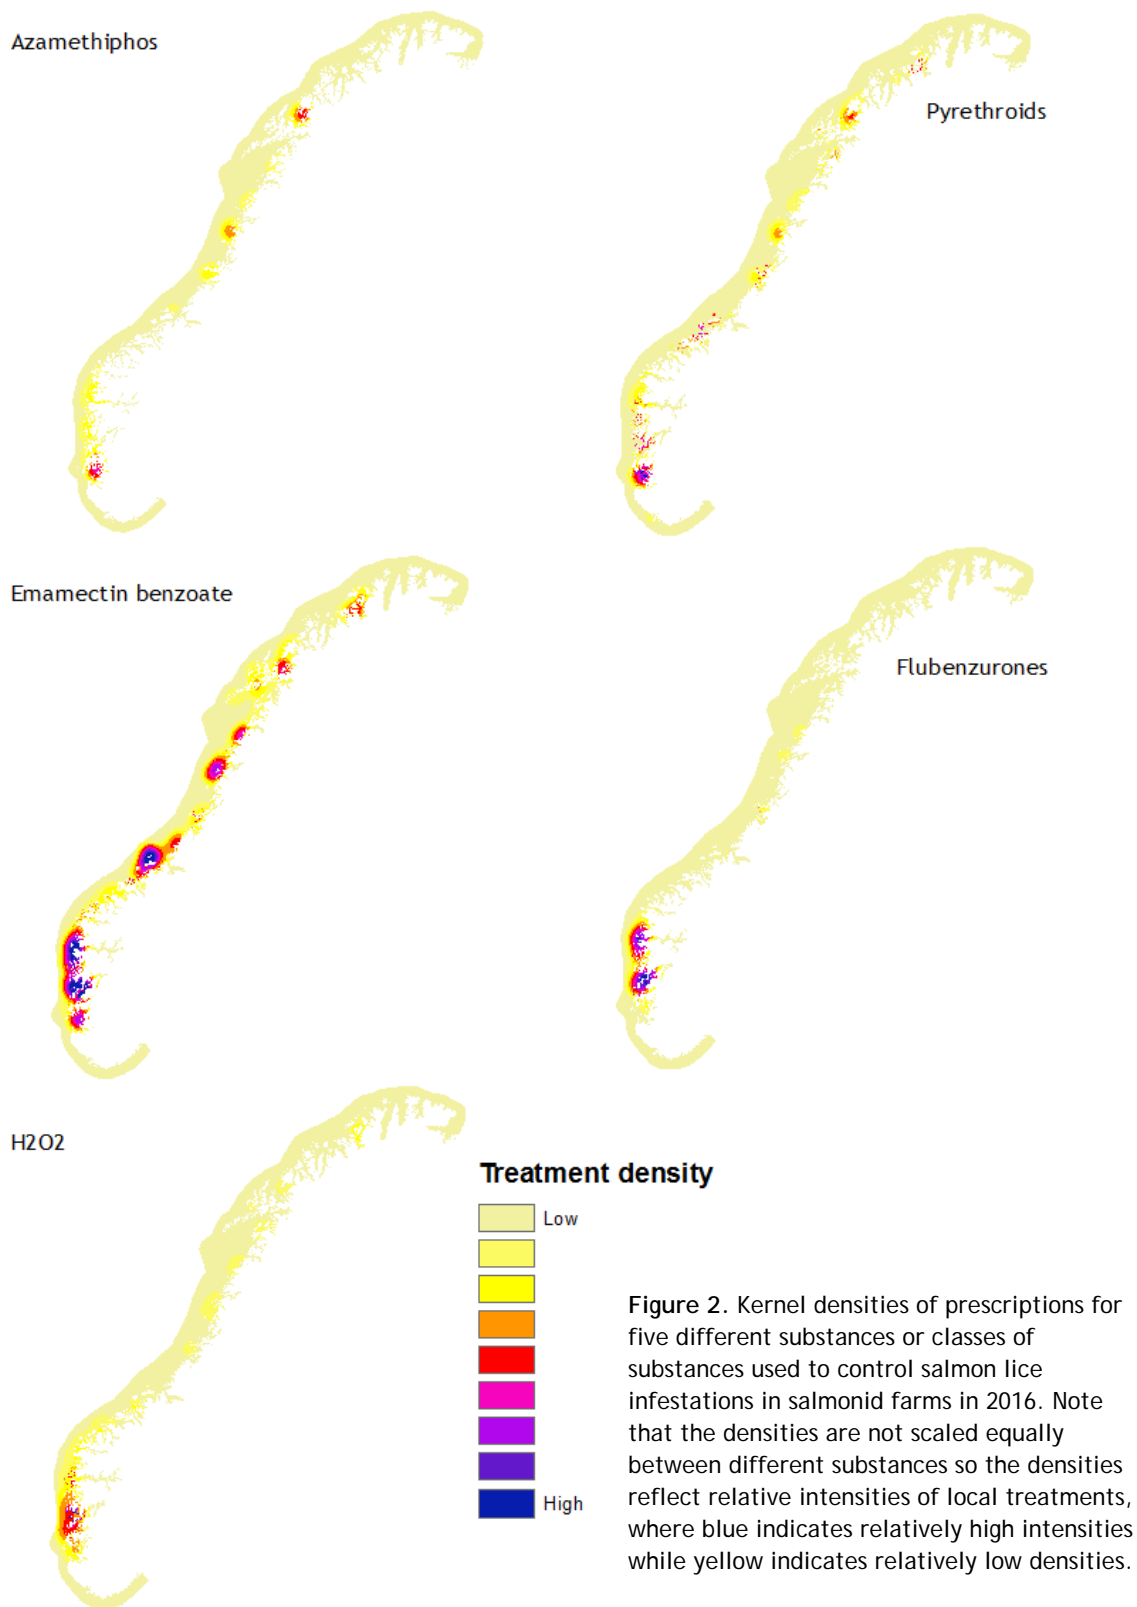 Azamethiphos
Pyrethroids
Emamectin benzoate
Flubenzurones
H2O2
Treatment density
Low
High
Figure 2. Kernel densities of prescriptions for
five different substances or classes of
substances used to control salmon lice
infestations in salmonid farms in 2016. Note
that the densities are not scaled equally
between different substances so the densities
reflect relative intensities of local treatments,
where blue indicates relatively high intensities
while yellow indicates relatively low densities.